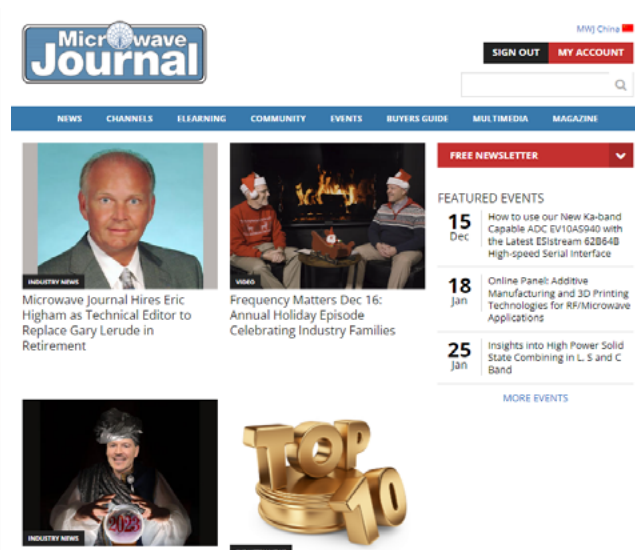 MWJ China
Microwave
Journal
SIGN OUT
MY ACCOUNT
NEWS
CHANNELS
ELEARNING
COMMUNITY
EVENTS
BUYERS GUIDE
MULTIMEDIA
MAGAZINE
INDUSTRY NEWS
Microwave Journal Hires Eric
Higham as Technical Editor to
Replace Gary Lerude in
Retirement
VIDEO
Frequency Matters Dec 16:
Annual Holiday Episode
Celebrating Industry Families
FREE NEWSLETTER
FEATURED EVENTS
15
Dec
How to use our New Ka-band
Capable ADC EV10AS940 with
the Latest ESIstream 62B64B
High-speed Serial Interface
18
Jan
Online Panel: Additive
Manufacturing and 3D Printing
Technologies for RF/Microwave
Applications
25
Jan
Insights into High Power Solid
State Combining in L, S and C
Band
MORE EVENTS
2023
INDUSTRY NEWS
TOP
10